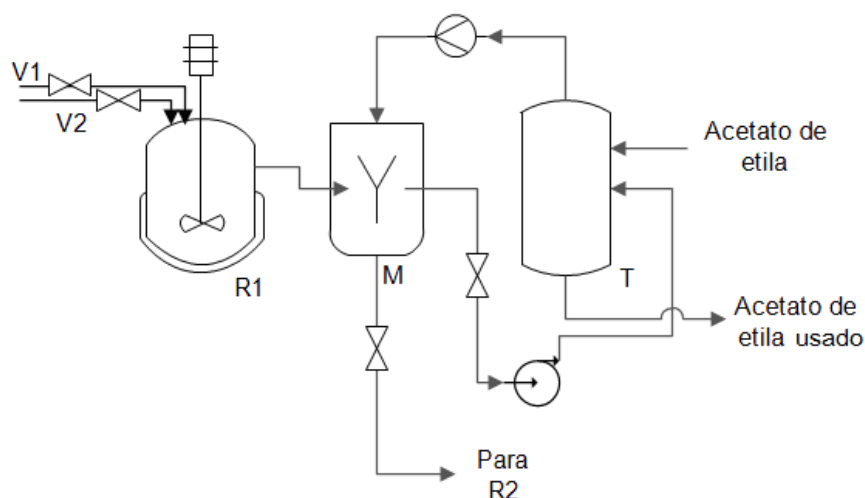 V1
V2
R1
M
Acetato de
etila
T
Acetato de
etila usado
Para
R2